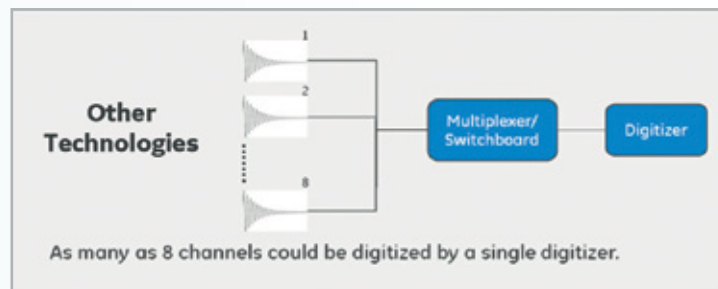 1
Other
Technologies
2
8
Multiplexer/
Switchboard
Digitizer
As many as 8 channels could be digitized by a single digitizer.